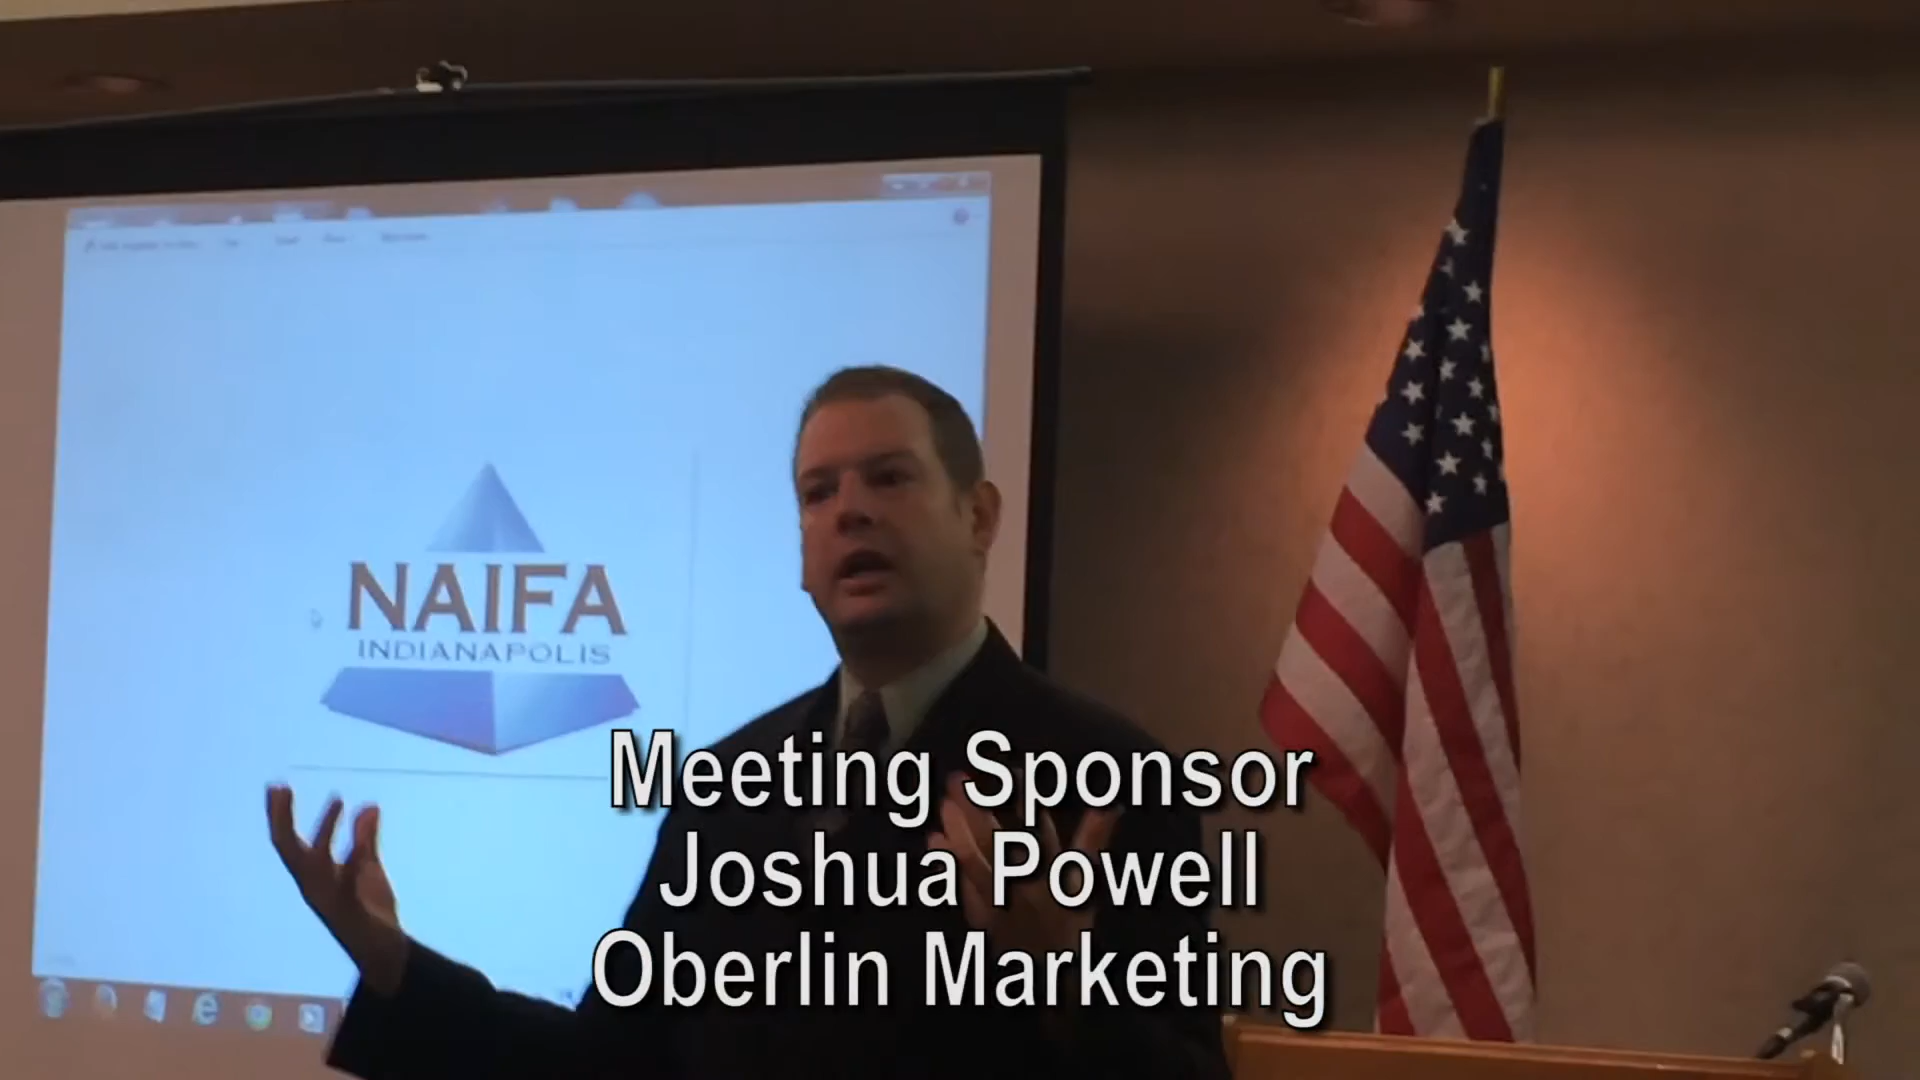 NAIFA
INDIANAPOLIS
Meeting Sponsor
Joshua Powell
Oberlin Marketing